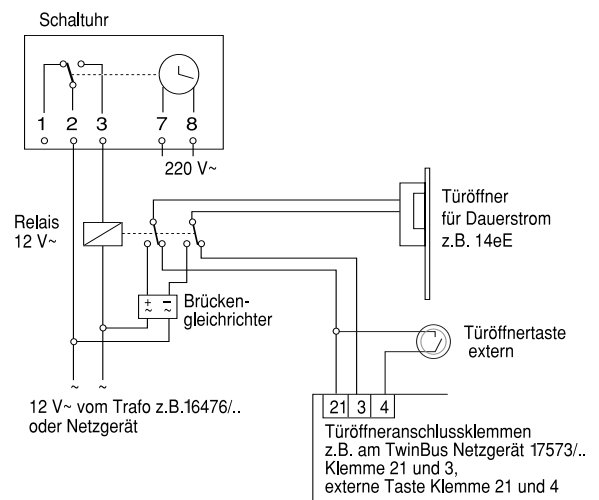 Schaltuhr
1 2 3 7 8
220 V~
Relais
12 V~
Türöffner
für Dauerstrom
z.B. 14eE
+ −
~ ~
Brücken-
gleichrichter
Türöffnertaste
extern
~ ~
12 V~ vom Trafo z.B.16476/..
oder Netzgerät
21 3 4
Türöffneranschlussklemmen
z.B. am TwinBus Netzgerät 17573/..
Klemme 21 und 3,
externe Taste Klemme 21 und 4